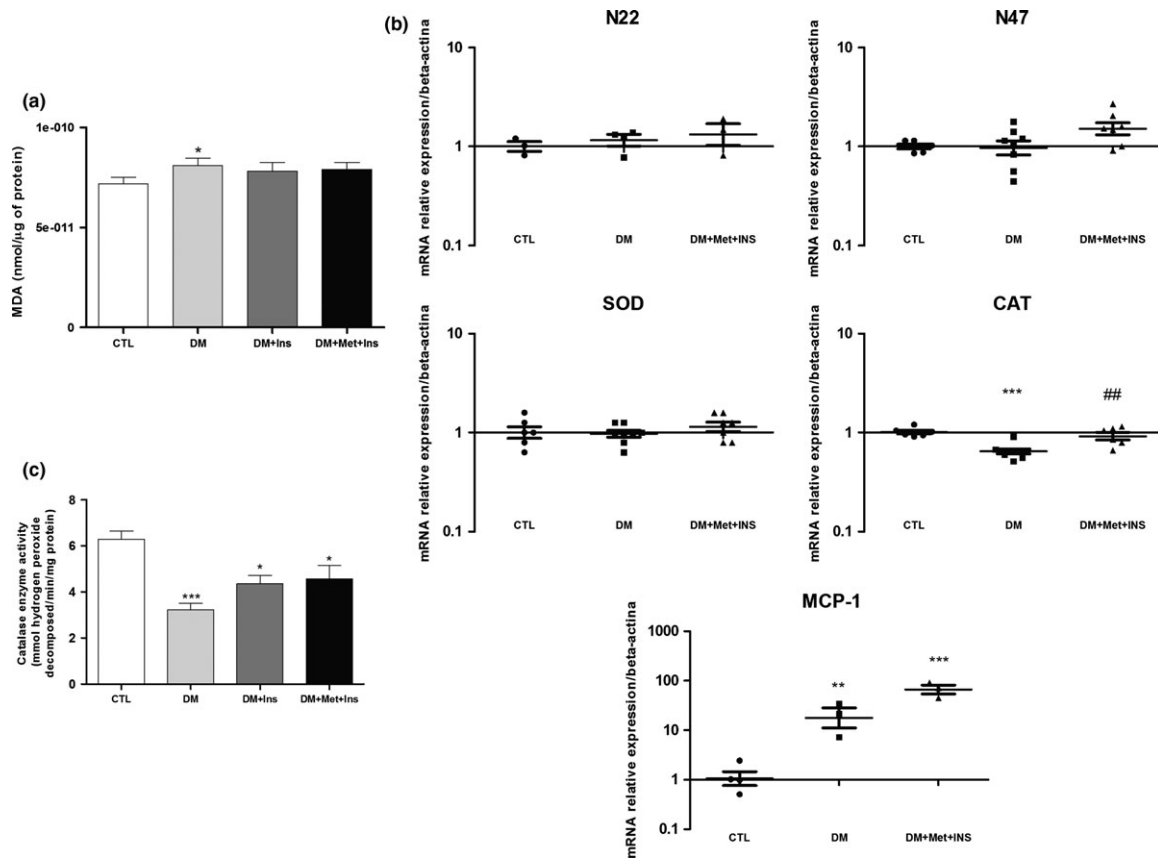 (a)
1e-010
5e-011
0
MDA (nmol/µg of protein)
*
CTL
DM
DM+Ins
DM+Met+Ins
(b)
N22
mRNA relative expression/beta-actina
10
1
0.1
CTL
DM
DM+Met+INS
N47
mRNA relative expression/beta-actina
10
1
0.1
CTL
DM
DM+Met+INS
SOD
mRNA relative expression/beta-actina
10
1
0.1
CTL
DM
DM+Met+INS
CAT
mRNA relative expression/beta-actina
10
1
0.1
***
##
CTL
DM
DM+Met+INS
MCP-1
mRNA relative expression/beta-actina
1000
100
10
1
0.1
**
***
CTL
DM
DM+Met+INS
(c)
Catalase enzyme activity
(mmol hydrogen peroxide
decomposed/min/mg protein)
8
6
4
2
0
***
*
*
CTL
DM
DM+Ins
DM+Met+Ins